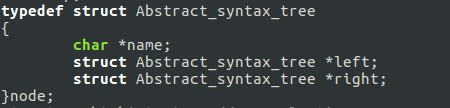 typedef struct Abstract_syntax_tree
{
        char *name;
        struct Abstract_syntax_tree *left;
        struct Abstract_syntax_tree *right;
}node;